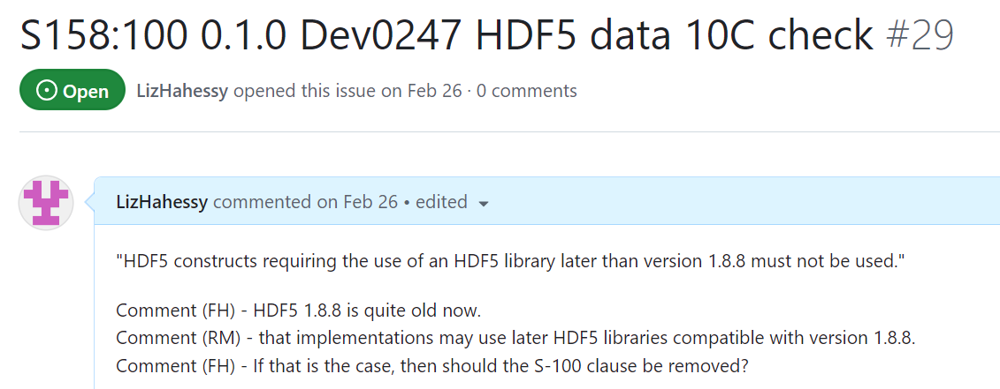 S158:100 0.1.0 Dev0247 HDF5 data 10C check #29
Open LizHahessy opened this issue on Feb 26 · 0 comments
LizHahessy commented on Feb 26 • edited
"HDF5 constructs requiring the use of an HDF5 library later than version 1.8.8 must not be used."
Comment (FH) - HDF5 1.8.8 is quite old now.
Comment (RM) - that implementations may use later HDF5 libraries compatible with version 1.8.8.
Comment (FH) - If that is the case, then should the S-100 clause be removed?